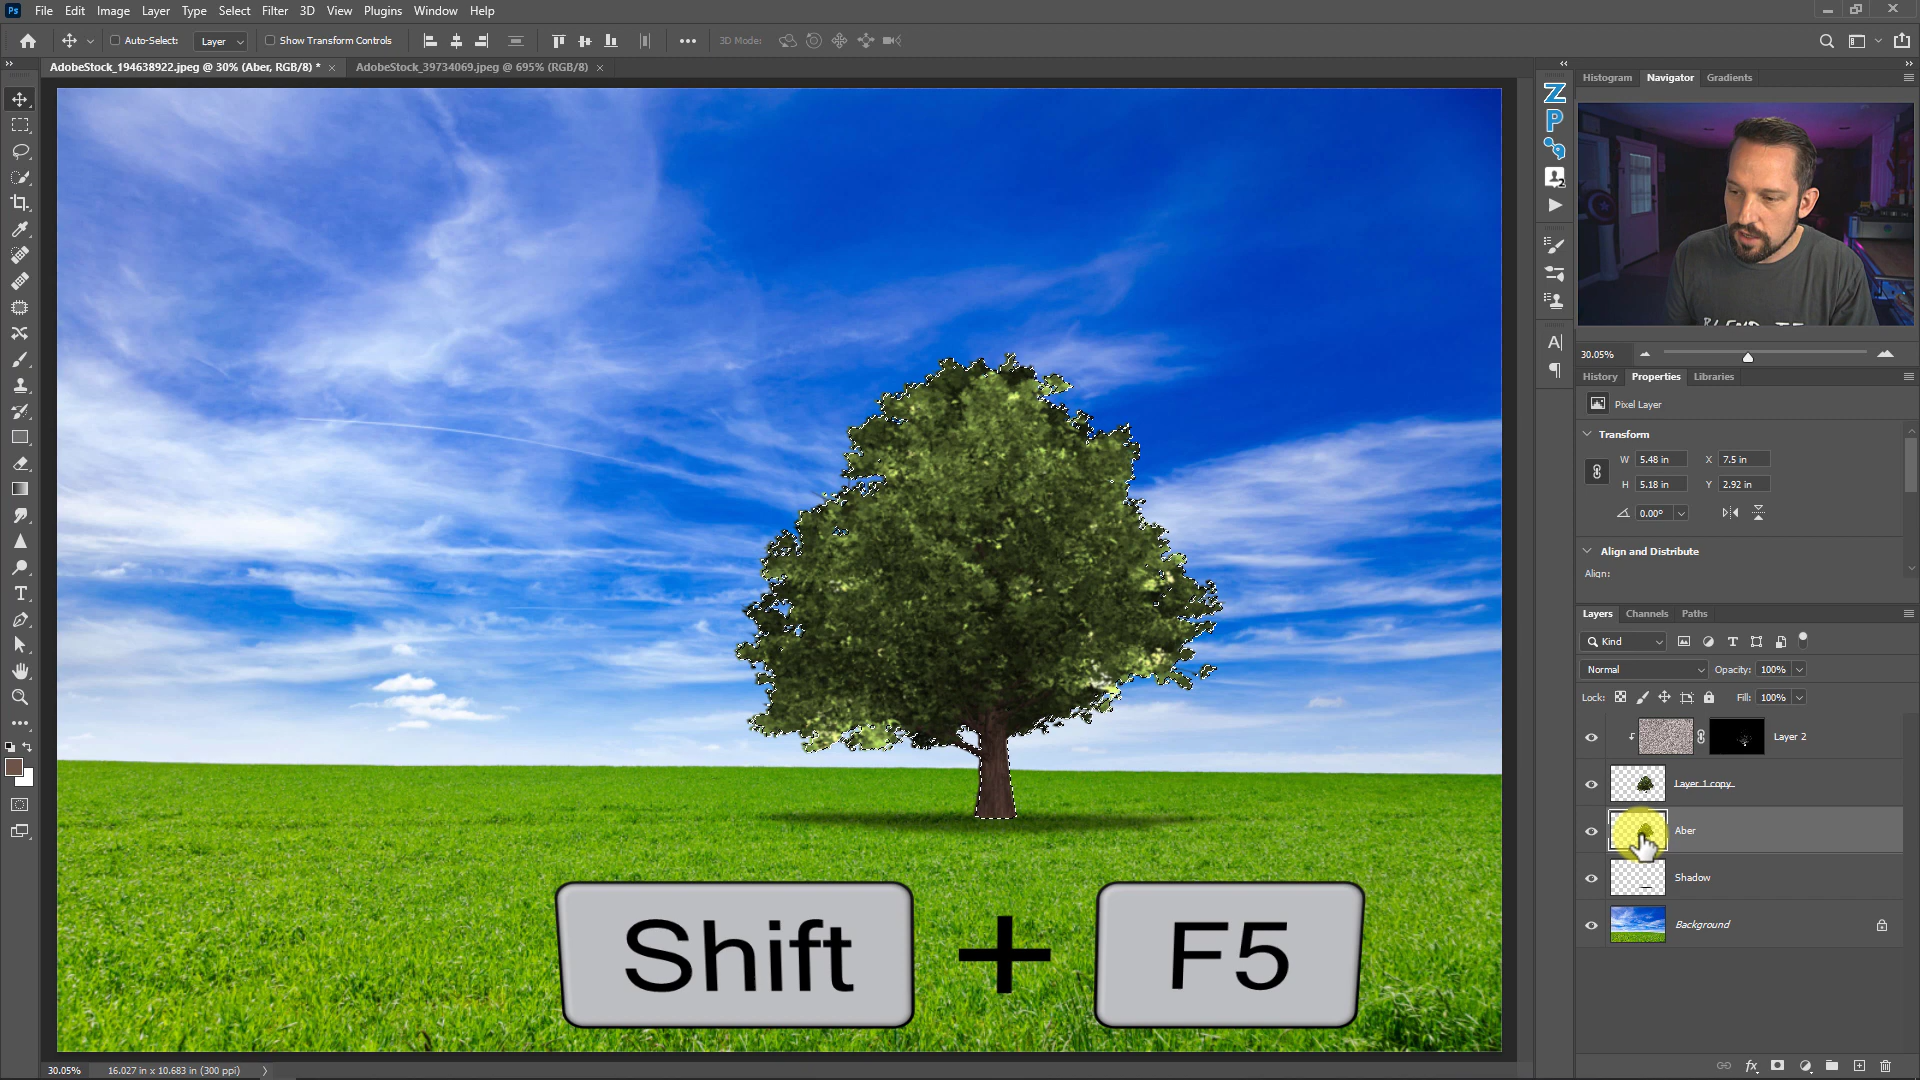 Ps File Edit Image Layer Type Select Filter 3D View Plugins Window Help
Auto-Select: Layer Show Transform Controls 3D Mode:
AdobeStock_194638922.jpeg @ 30% (Aber, RGB/8) * AdobeStock_39734069.jpeg @ 695% (RGB/8)
Histogram Navigator Gradients
30.05%
History Properties Libraries
Pixel Layer
Transform
W 5.48 in X 7.5 in
H 5.18 in Y 2.92 in
0.00°
Align and Distribute
Align:
Layers Channels Paths
Kind
Normal Opacity: 100%
Lock: Fill: 100%
Layer 2
Layer 1 copy
Aber
Shadow
Background
Shift + F5
30.05% 16.027 in x 10.683 in (300 ppi)